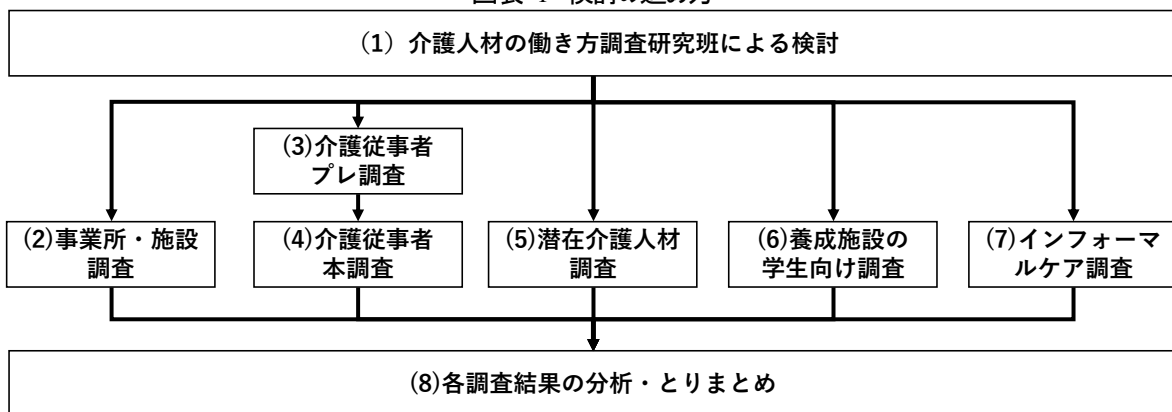 (1) 介護人材の働き方調査研究班による検討
(3)介護従事者
プレ調査
(2)事業所・施設
調査
(4)介護従事者
本調査
(5)潜在介護人材
調査
(6)養成施設の
学生向け調査
(7)インフォーマ
ルケア調査
(8)各調査結果の分析・とりまとめ